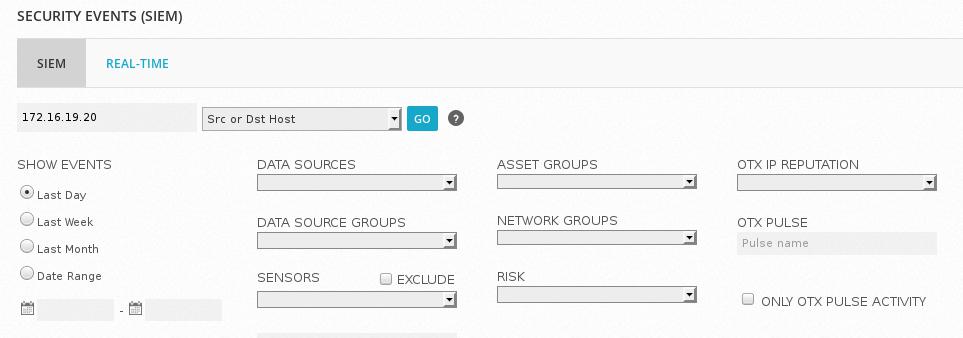 SECURITY EVENTS (SIEM)
SIEM REAL-TIME
172.16.19.20 Src or Dst Host GO ?
SHOW EVENTS
Last Day
Last Week
Last Month
Date Range
-
DATA SOURCES
DATA SOURCE GROUPS
SENSORS EXCLUDE
ASSET GROUPS
NETWORK GROUPS
RISK
OTX IP REPUTATION
OTX PULSE
Pulse name
ONLY OTX PULSE ACTIVITY